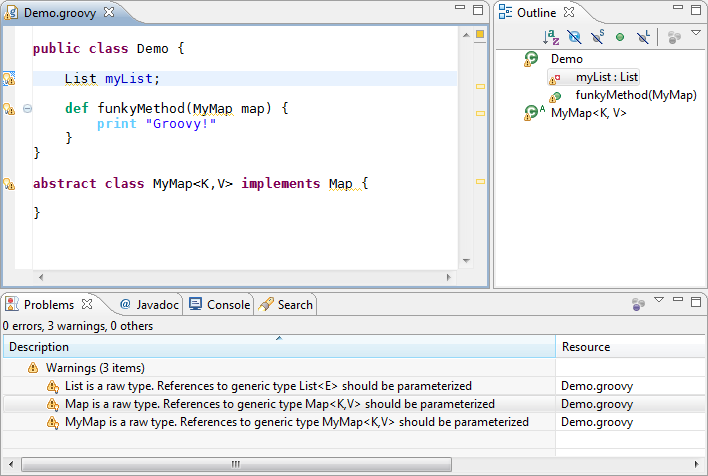 Demo.groovy
public class Demo {
List myList;
def funkyMethod(MyMap map) {
print "Groovy!"
}
}
abstract class MyMap<K,V> implements Map {
}
Outline
Demo
myList : List
funkyMethod(MyMap)
MyMap<K, V>
Problems @ Javadoc Console Search
0 errors, 3 warnings, 0 others
Description Resource
Warnings (3 items)
List is a raw type. References to generic type List<E> should be parameterized Demo.groovy
Map is a raw type. References to generic type Map<K,V> should be parameterized Demo.groovy
MyMap is a raw type. References to generic type MyMap<K,V> should be parameterized Demo.groovy